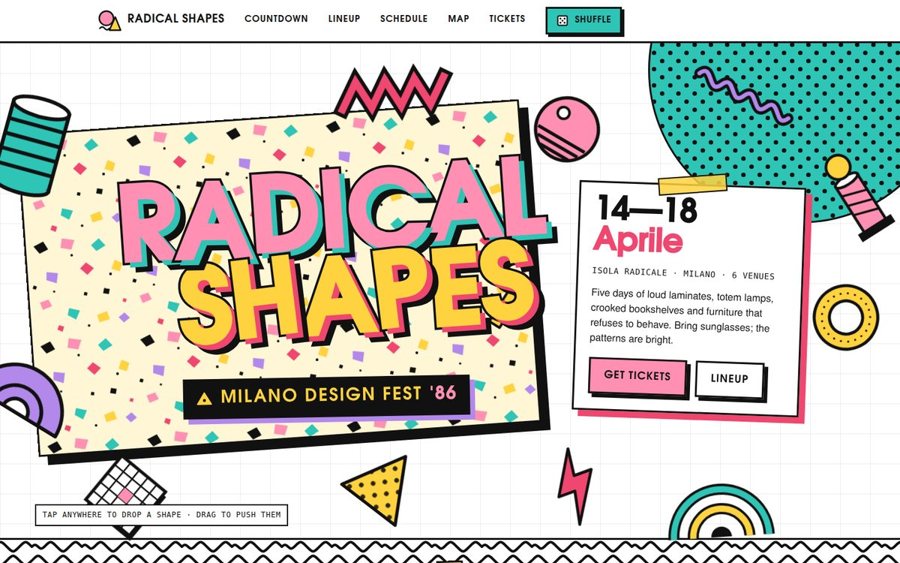 RADICAL SHAPES
COUNTDOWN
LINEUP
SCHEDULE
MAP
TICKETS
SHUFFLE
RADICAL
SHAPES
MILANO DESIGN FEST '86
14—18
Aprile
ISOLA RADICALE · MILANO · 6 VENUES
Five days of loud laminates, totem lamps,
crooked bookshelves and furniture that
refuses to behave. Bring sunglasses; the
patterns are bright.
GET TICKETS
LINEUP
TAP ANYWHERE TO DROP A SHAPE · DRAG TO PUSH THEM